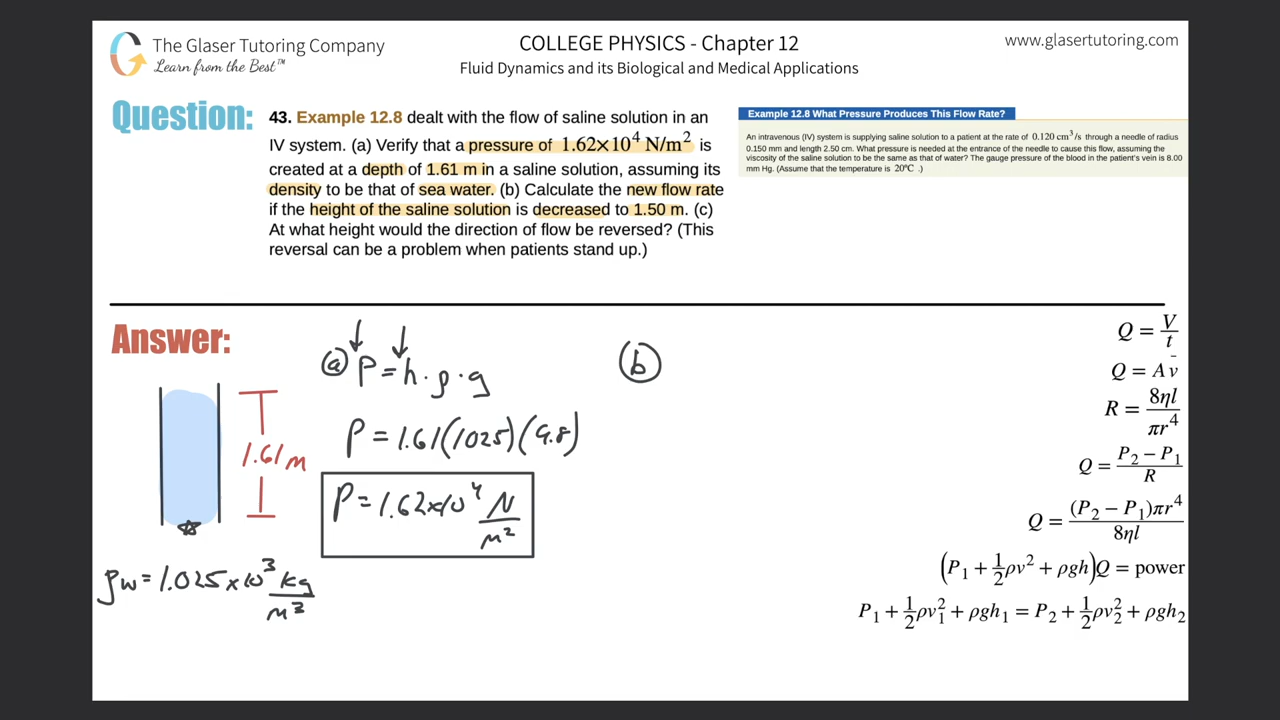 The Glaser Tutoring Company
Learn from the Best™
COLLEGE PHYSICS - Chapter 12
Fluid Dynamics and its Biological and Medical Applications
www.glasertutoring.com
Question:
43. Example 12.8 dealt with the flow of saline solution in an
IV system. (a) Verify that a pressure of 1.62×10⁴ N/m² is
created at a depth of 1.61 m in a saline solution, assuming its
density to be that of sea water. (b) Calculate the new flow rate
if the height of the saline solution is decreased to 1.50 m. (c)
At what height would the direction of flow be reversed? (This
reversal can be a problem when patients stand up.)
Example 12.8 What Pressure Produces This Flow Rate?
An intravenous (IV) system is supplying saline solution to a patient at the rate of 0.120 cm³/s through a needle of radius
0.150 mm and length 2.50 cm. What pressure is needed at the entrance of the needle to cause this flow, assuming the
viscosity of the saline solution to be the same as that of water? The gauge pressure of the blood in the patient's vein is 8.00
mm Hg. (Assume that the temperature is 20ºC .)
Answer:
1.61 m
ρw = 1.025 x 10³ kg/m³
(a) P = h · ρ · g
P = 1.61(1025)(9.8)
P = 1.62x10⁴ N/m²
(b)
Q = V/t
Q = A v̄
R = 8ηl/πr⁴
Q = P₂ − P₁/R
Q = (P₂ − P₁)πr⁴/8ηl
(P₁ + ½ρv² + ρgh)Q = power
P₁ + ½ρv₁² + ρgh₁ = P₂ + ½ρv₂² + ρgh₂